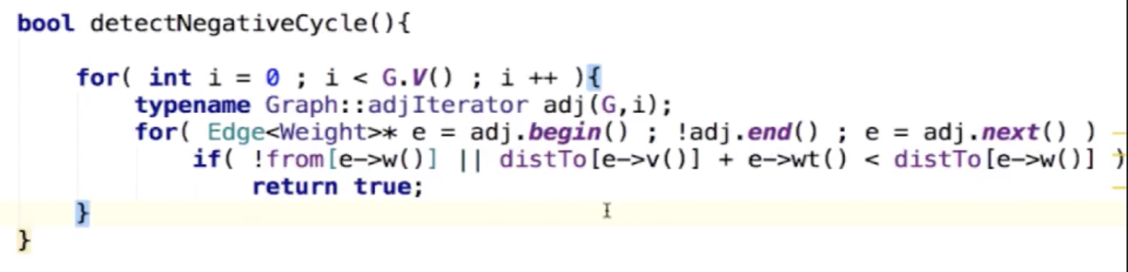 bool detectNegativeCycle(){
for( int i = 0 ; i < G.V() ; i ++ ){
typename Graph::adjIterator adj(G,i);
for( Edge<Weight>* e = adj.begin() ; !adj.end() ; e = adj.next() )
if( !from[e->w()] || distTo[e->v()] + e->wt() < distTo[e->w()] )
return true;
}
}